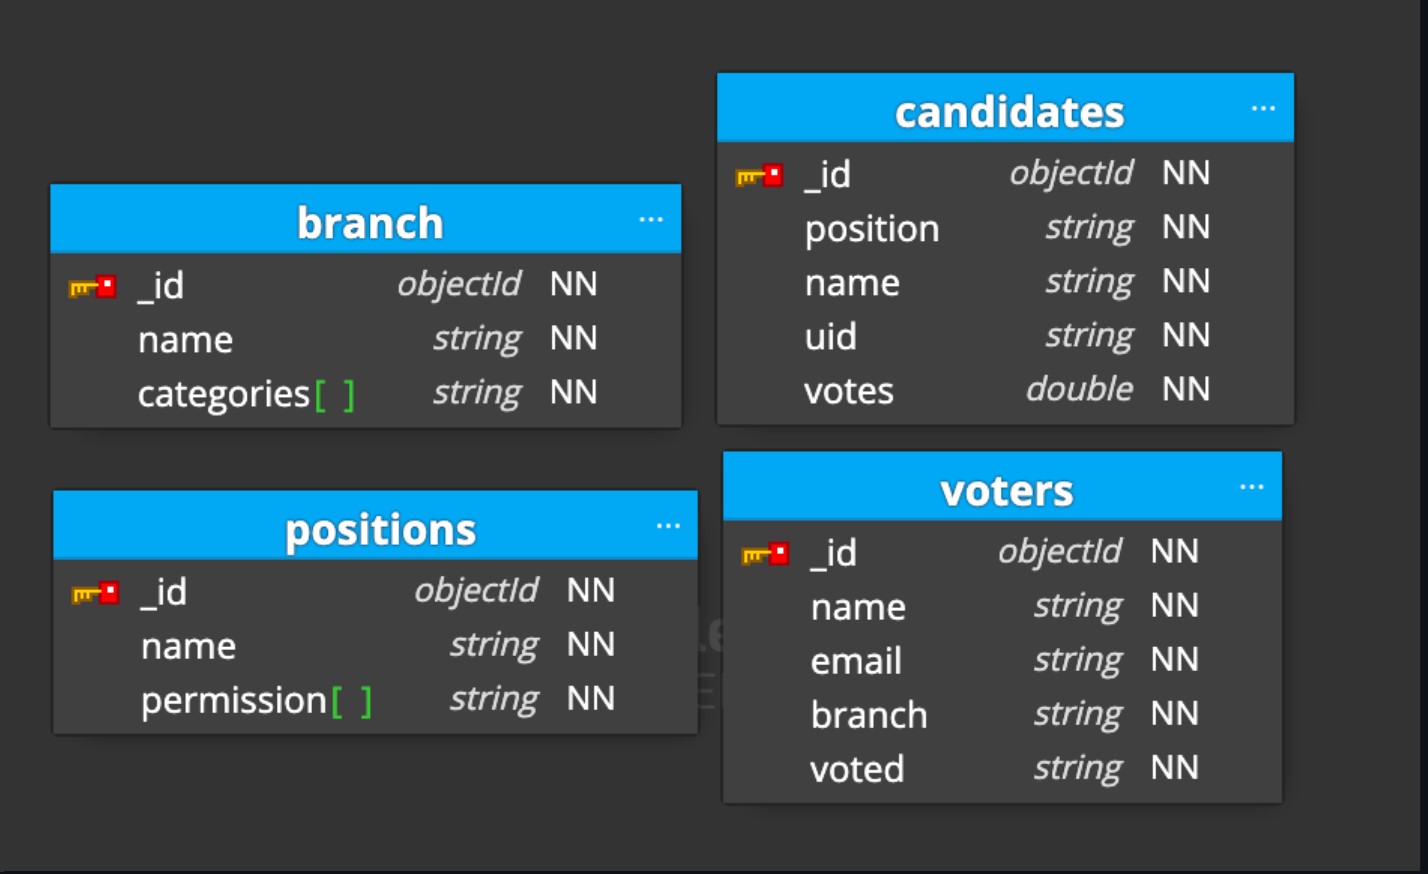 branch ...
_id objectId NN
name string NN
categories[ ] string NN
candidates ...
_id objectId NN
position string NN
name string NN
uid string NN
votes double NN
positions ...
_id objectId NN
name string NN
permission[ ] string NN
voters ...
_id objectId NN
name string NN
email string NN
branch string NN
voted string NN